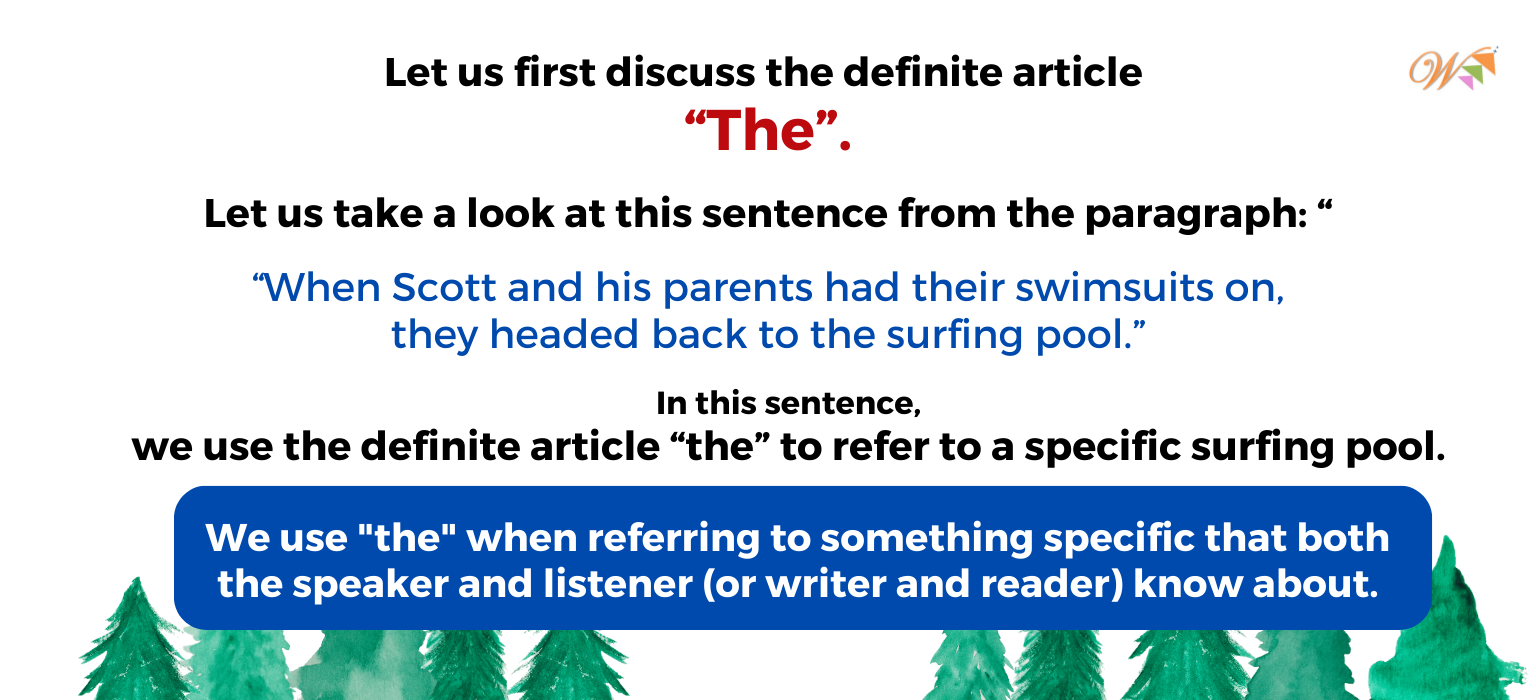 Let us first discuss the definite article
“The”.
Let us take a look at this sentence from the paragraph: “
“When Scott and his parents had their swimsuits on,
they headed back to the surfing pool.”
In this sentence,
we use the definite article “the” to refer to a specific surfing pool.
We use "the" when referring to something specific that both
the speaker and listener (or writer and reader) know about.
W